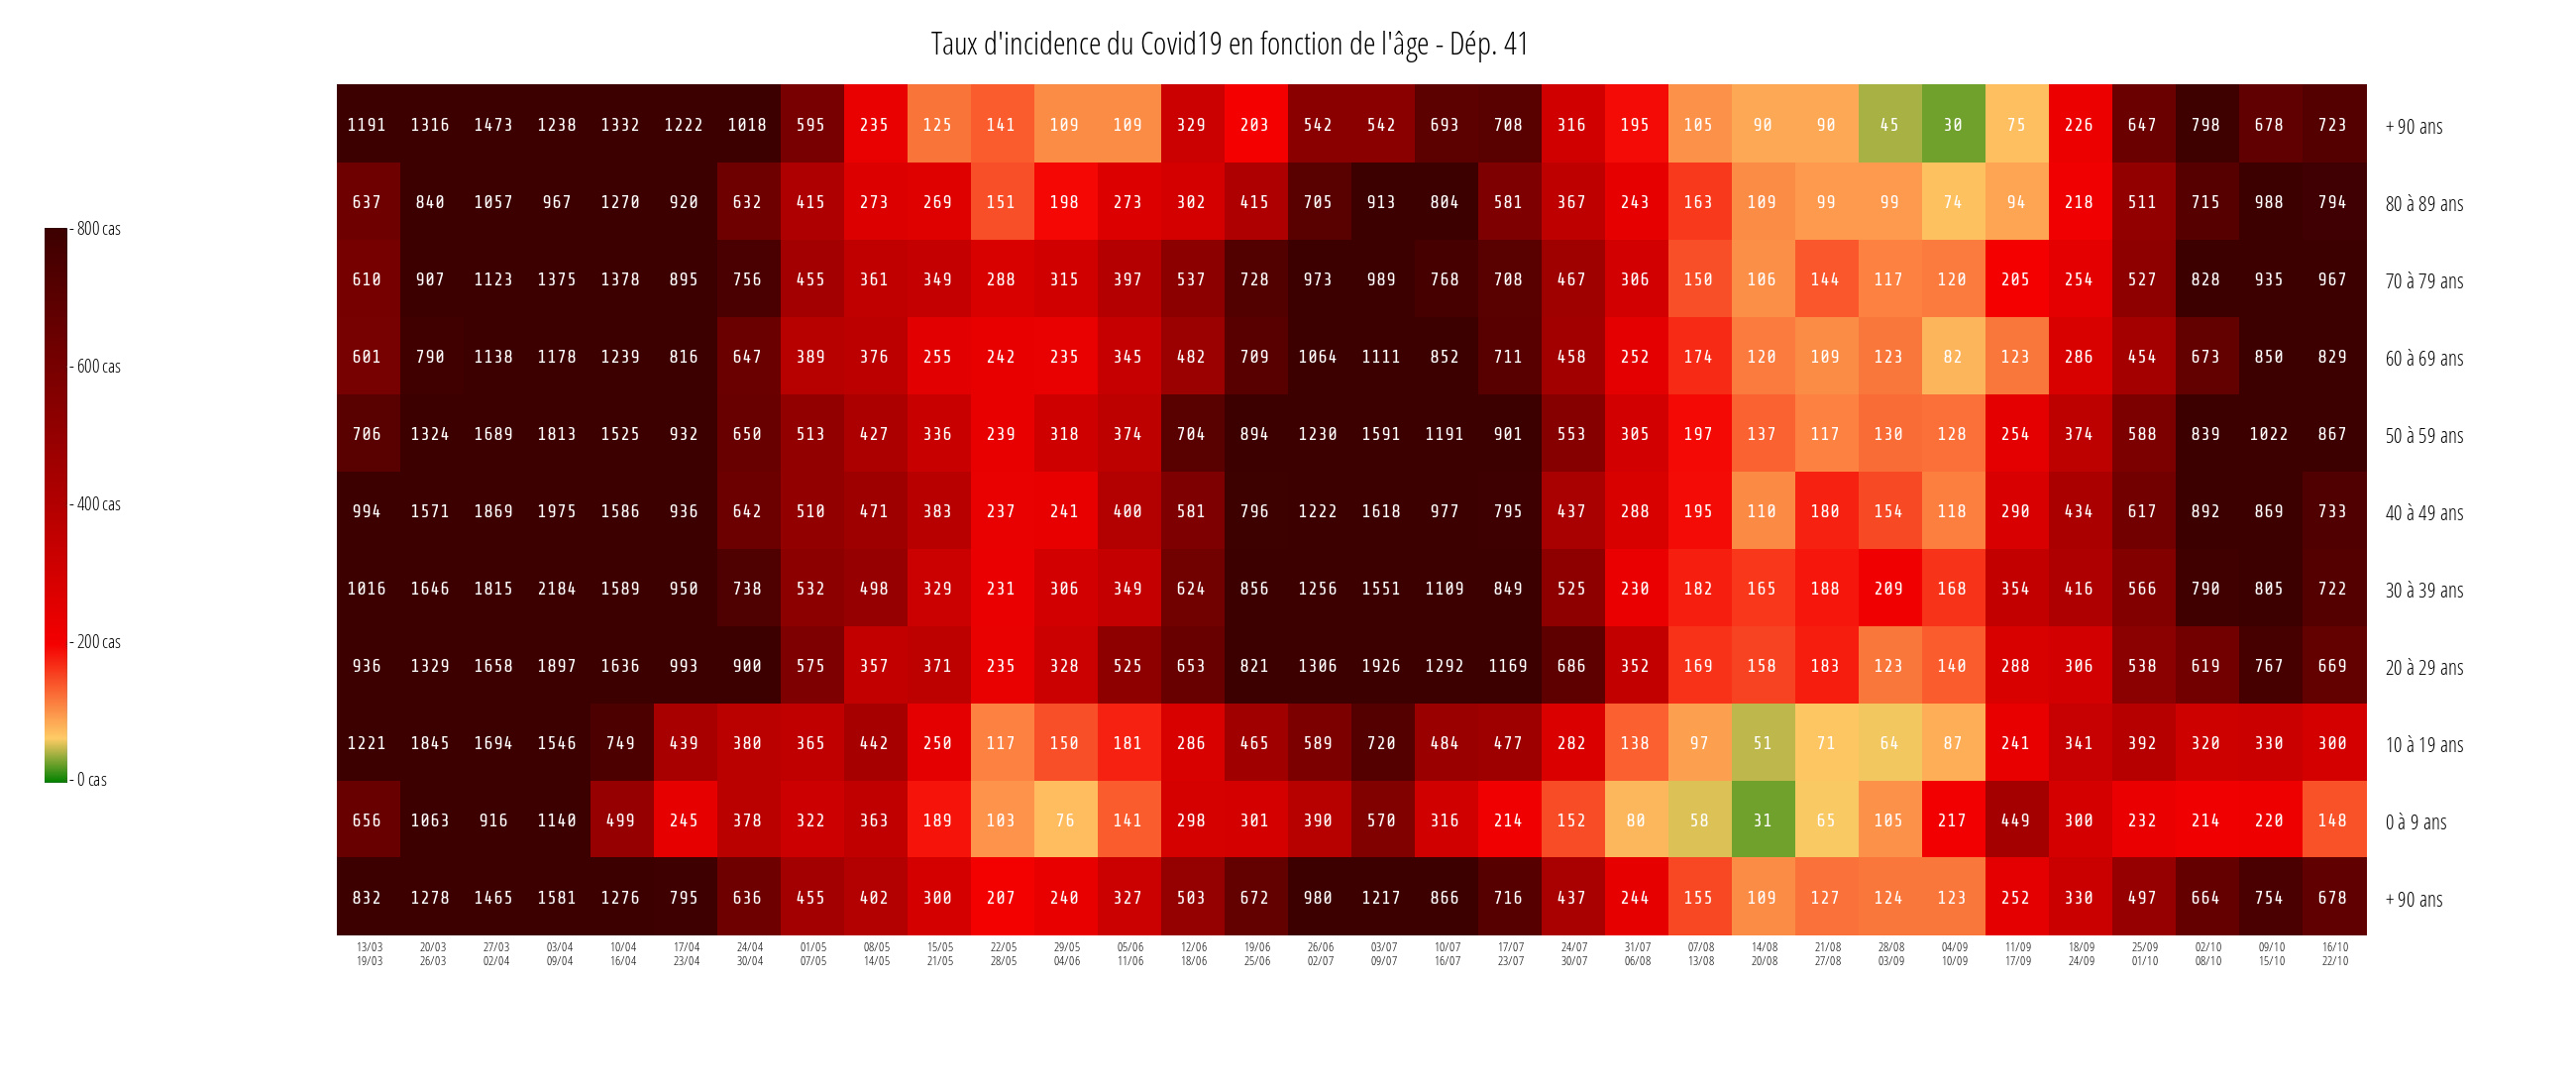 Taux d'incidence du Covid19 en fonction de l'âge - Dép. 41
1191 1316 1473 1238 1332 1222 1018 595 235 125 141 109 109 329 203 542 542 693 708 316 195 105 90 90 45 30 75 226 647 798 678 723 + 90 ans
637 840 1057 967 1270 920 632 415 273 269 151 198 273 302 415 705 913 804 581 367 243 163 109 99 99 74 94 218 511 715 988 794 80 à 89 ans
610 907 1123 1375 1378 895 756 455 361 349 288 315 397 537 728 973 989 768 708 467 306 150 106 144 117 120 205 254 527 828 935 967 70 à 79 ans
601 790 1138 1178 1239 816 647 389 376 255 242 235 345 482 709 1064 1111 852 711 458 252 174 120 109 123 82 123 286 454 673 850 829 60 à 69 ans
706 1324 1689 1813 1525 932 650 513 427 336 239 318 374 704 894 1230 1591 1191 901 553 305 197 137 117 130 128 254 374 588 839 1022 867 50 à 59 ans
994 1571 1869 1975 1586 936 642 510 471 383 237 241 400 581 796 1222 1618 977 795 437 288 195 110 180 154 118 290 434 617 892 869 733 40 à 49 ans
1016 1646 1815 2184 1589 950 738 532 498 329 231 306 349 624 856 1256 1551 1109 849 525 230 182 165 188 209 168 354 416 566 790 805 722 30 à 39 ans
936 1329 1658 1897 1636 993 900 575 357 371 235 328 525 653 821 1306 1926 1292 1169 686 352 169 158 183 123 140 288 306 538 619 767 669 20 à 29 ans
1221 1845 1694 1546 749 439 380 365 442 250 117 150 181 286 465 589 720 484 477 282 138 97 51 71 64 87 241 341 392 320 330 300 10 à 19 ans
656 1063 916 1140 499 245 378 322 363 189 103 76 141 298 301 390 570 316 214 152 80 58 31 65 105 217 449 300 232 214 220 148 0 à 9 ans
832 1278 1465 1581 1276 795 636 455 402 300 207 240 327 503 672 980 1217 866 716 437 244 155 109 127 124 123 252 330 497 664 754 678 + 90 ans
13/03 20/03 27/03 03/04 10/04 17/04 24/04 01/05 08/05 15/05 22/05 29/05 05/06 12/06 19/06 26/06 03/07 10/07 17/07 24/07 31/07 07/08 14/08 21/08 28/08 04/09 11/09 18/09 25/09 02/10 09/10 16/10
19/03 26/03 02/04 09/04 16/04 23/04 30/04 07/05 14/05 21/05 28/05 04/06 11/06 18/06 25/06 02/07 09/07 16/07 23/07 30/07 06/08 13/08 20/08 27/08 03/09 10/09 17/09 24/09 01/10 08/10 15/10 22/10
- 800 cas
- 600 cas
- 400 cas
- 200 cas
- 0 cas